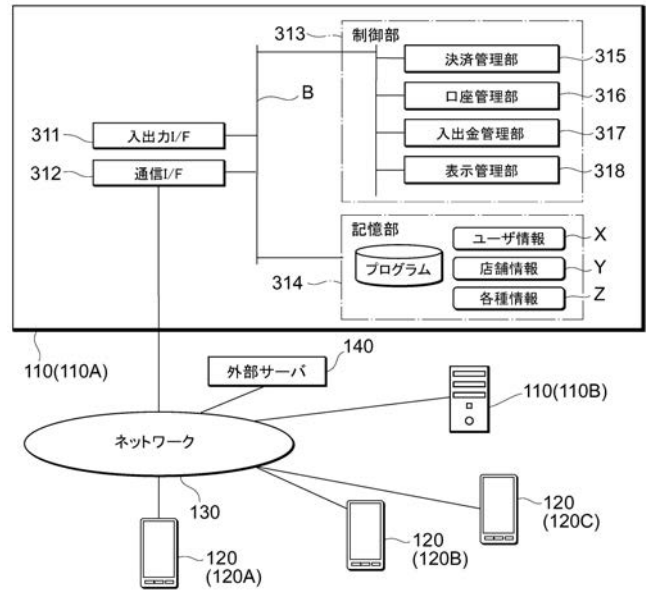 313
制御部
決済管理部
315
口座管理部
316
入出金管理部
317
表示管理部
318
B
311
入出力I/F
312
通信I/F
記憶部
プログラム
314
ユーザ情報
X
店舗情報
Y
各種情報
Z
110(110A)
外部サーバ
140
110(110B)
ネットワーク
130
120
(120A)
120
(120B)
120
(120C)